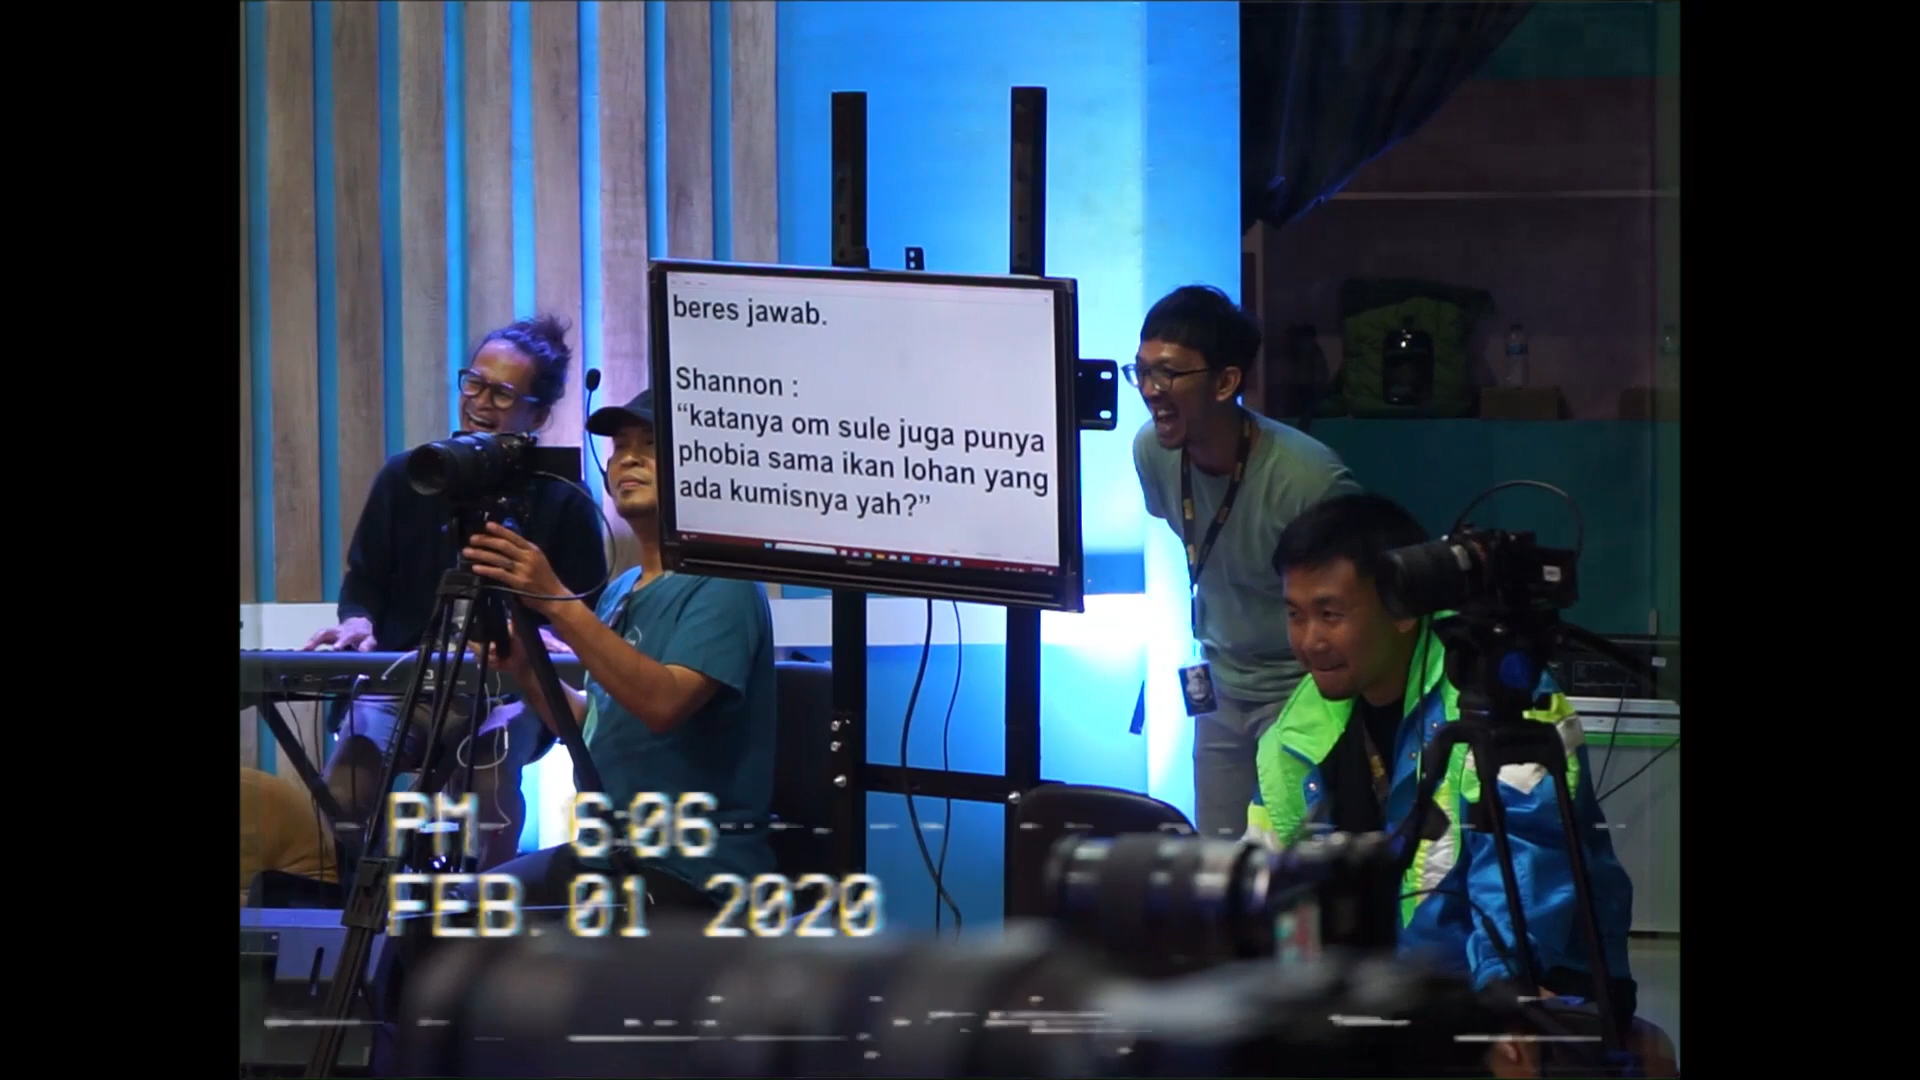 beres jawab.
Shannon :
“katanya om sule juga punya
phobia sama ikan lohan yang
ada kumisnya yah?”
PM 6:06
FEB. 01 2020